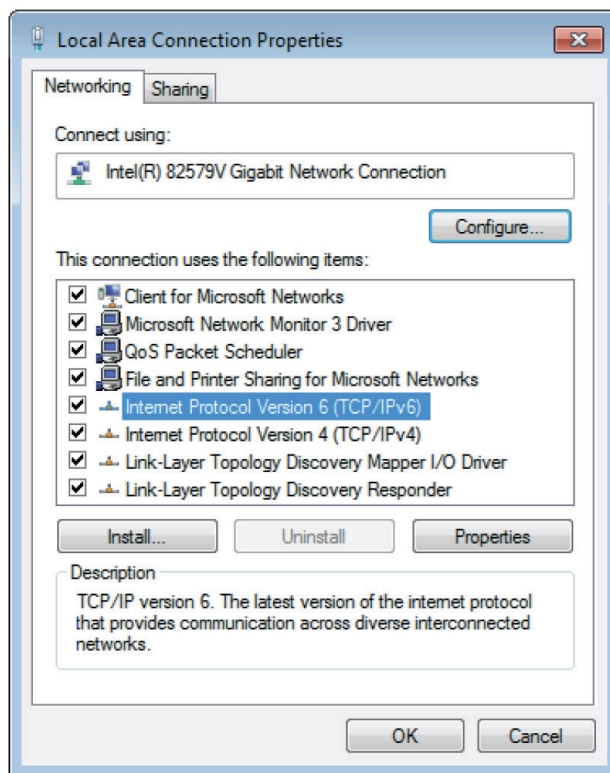 Local Area Connection Properties
Networking
Sharing
Connect using:
Intel(R) 82579V Gigabit Network Connection
Configure...
This connection uses the following items:
Client for Microsoft Networks
Microsoft Network Monitor 3 Driver
QoS Packet Scheduler
File and Printer Sharing for Microsoft Networks
Internet Protocol Version 6 (TCP/IPv6)
Internet Protocol Version 4 (TCP/IPv4)
Link-Layer Topology Discovery Mapper I/O Driver
Link-Layer Topology Discovery Responder
Install...
Uninstall
Properties
Description
TCP/IP version 6. The latest version of the internet protocol
that provides communication across diverse interconnected
networks.
OK
Cancel